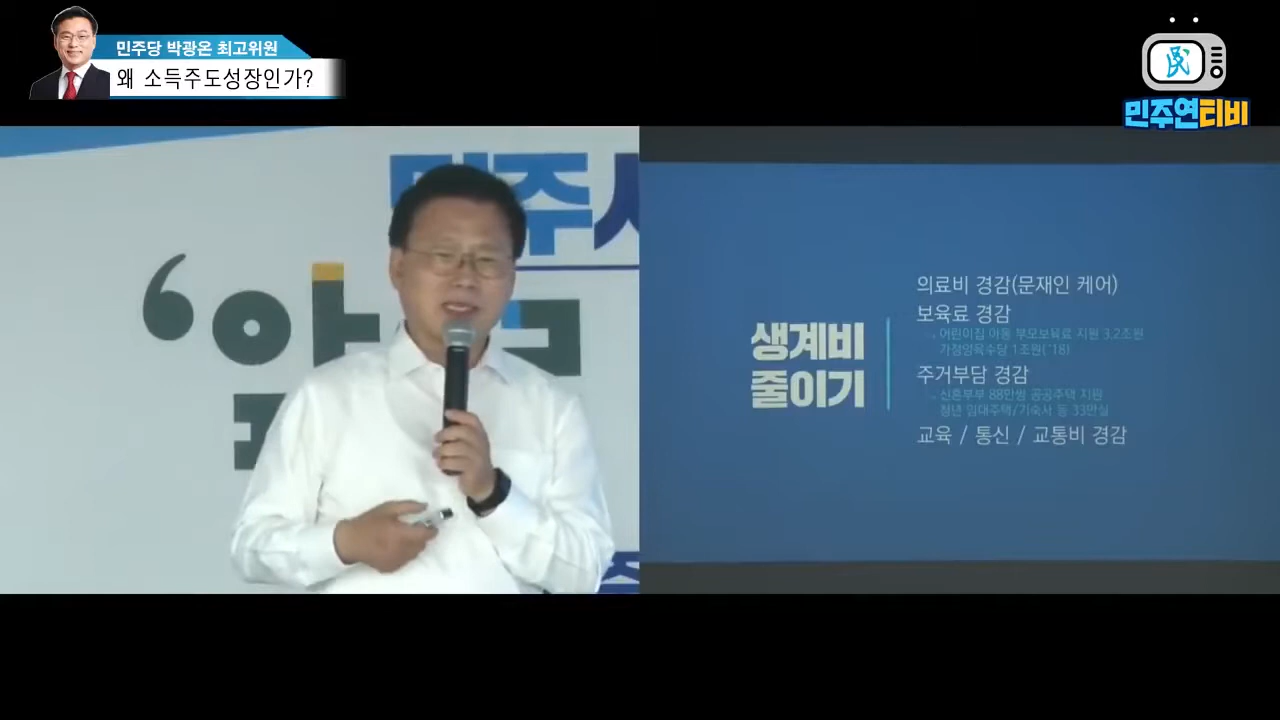 민주당 박광온 최고위원
왜 소득주도성장인가?
民
민주연티비
민주
생계비
줄이기
의료비 경감(문재인 케어)
보육료 경감
어린이집 아동 부모보육료 지원 3.2조원
가정양육수당 1조원('18)
주거부담 경감
신혼부부 88만쌍 공공주택 지원
청년 임대주택/기숙사 등 33만실
교육 / 통신 / 교통비 경감